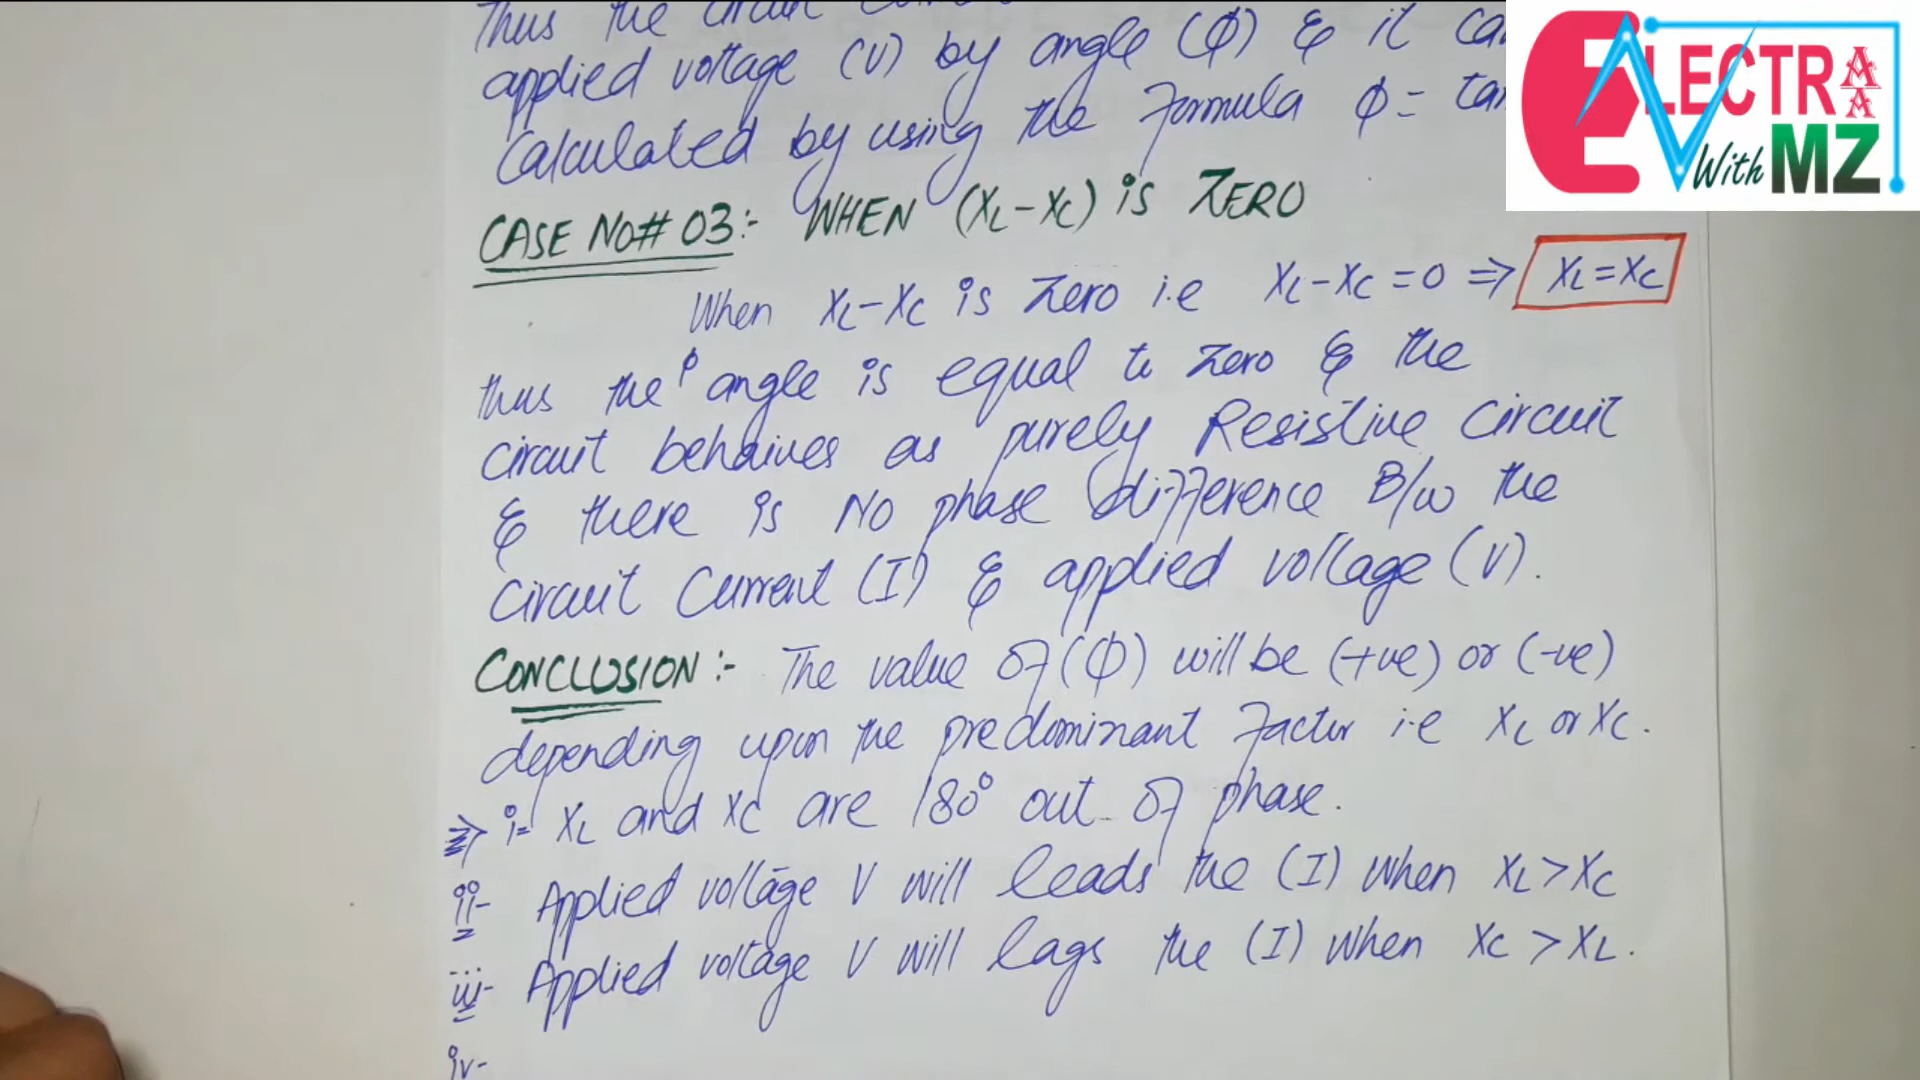 Thus the circuit
applied voltage (V) by angle (ϕ) & it
Calculated by using the Formula ϕ =
CASE NO# 03:- WHEN (XL-XC) is ZERO
When XL-XC is Zero i.e XL-XC = 0 ⇒ XL=XC
thus the ϕ angle is equal to Zero & the
circuit behaives as purely Resistive Circuit
& there is No phase difference B/w the
Circuit Current (I) & applied voltage (V).
CONCLUSION:- The value of (ϕ) will be (+ve) or (-ve)
depending upon the predominant Factor i.e XL or XC.
⇒ i- XL and XC are 180° out of phase.
ii- Applied voltage V will leads the (I) when XL > XC
iii- Applied voltage V will lags the (I) when XC > XL.
iv-
ELECTRA
With MZ